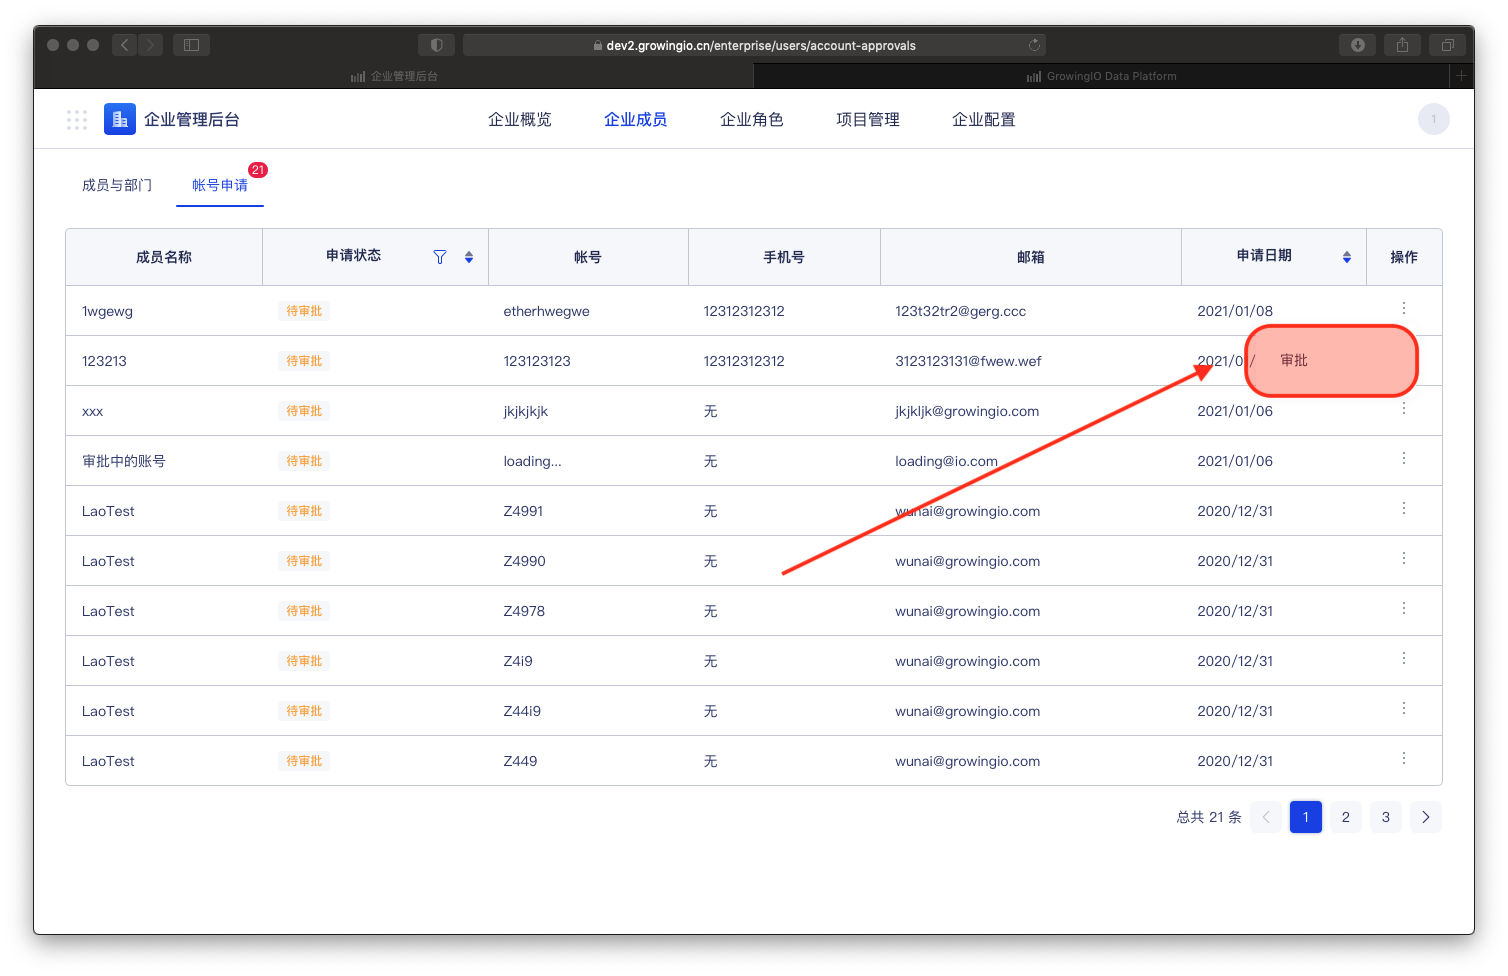 dev2.growingio.cn/enterprise/users/account-approvals
企业管理后台
GrowingIO Data Platform
企业管理后台
企业概览
企业成员
企业角色
项目管理
企业配置
1
成员与部门
帐号申请
21
成员名称 申请状态 帐号 手机号 邮箱 申请日期 操作
1wgewg 待审批 etherhwegwe 12312312312 123t32tr2@gerg.ccc 2021/01/08
123213 待审批 123123123 12312312312 3123123131@fwew.wef 2021/0 / 审批
xxx 待审批 jkjkjkjk 无 jkjkljk@growingio.com 2021/01/06
审批中的账号 待审批 loading... 无 loading@io.com 2021/01/06
LaoTest 待审批 Z4991 无 wunai@growingio.com 2020/12/31
LaoTest 待审批 Z4990 无 wunai@growingio.com 2020/12/31
LaoTest 待审批 Z4978 无 wunai@growingio.com 2020/12/31
LaoTest 待审批 Z4i9 无 wunai@growingio.com 2020/12/31
LaoTest 待审批 Z44i9 无 wunai@growingio.com 2020/12/31
LaoTest 待审批 Z449 无 wunai@growingio.com 2020/12/31
总共 21 条 1 2 3